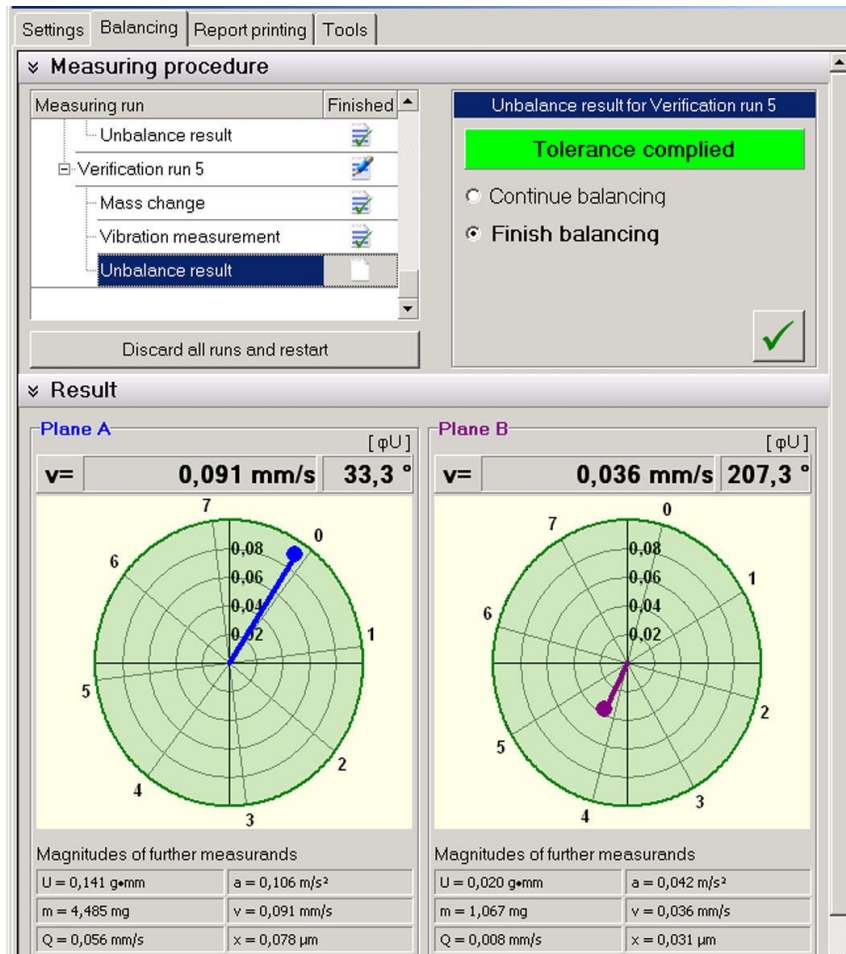 Settings Balancing Report printing Tools
Measuring procedure
Measuring run Finished
Unbalance result
Verification run 5
Mass change
Vibration measurement
Unbalance result
Discard all runs and restart
Unbalance result for Verification run 5
Tolerance complied
Continue balancing
Finish balancing
Result
Plane A
[φU]
v= 0,091 mm/s 33,3 °
7
0
0,08
6
0,06
0,04
0,02
1
5
2
4
3
Magnitudes of further measurands
U = 0,141 g•mm a = 0,106 m/s²
m = 4,485 mg v = 0,091 mm/s
Q = 0,056 mm/s x = 0,078 µm
Plane B
[φU]
v= 0,036 mm/s 207,3 °
0
7
0,08
0,06
1
0,04
6
0,02
2
5
3
4
Magnitudes of further measurands
U = 0,020 g•mm a = 0,042 m/s²
m = 1,067 mg v = 0,036 mm/s
Q = 0,008 mm/s x = 0,031 µm